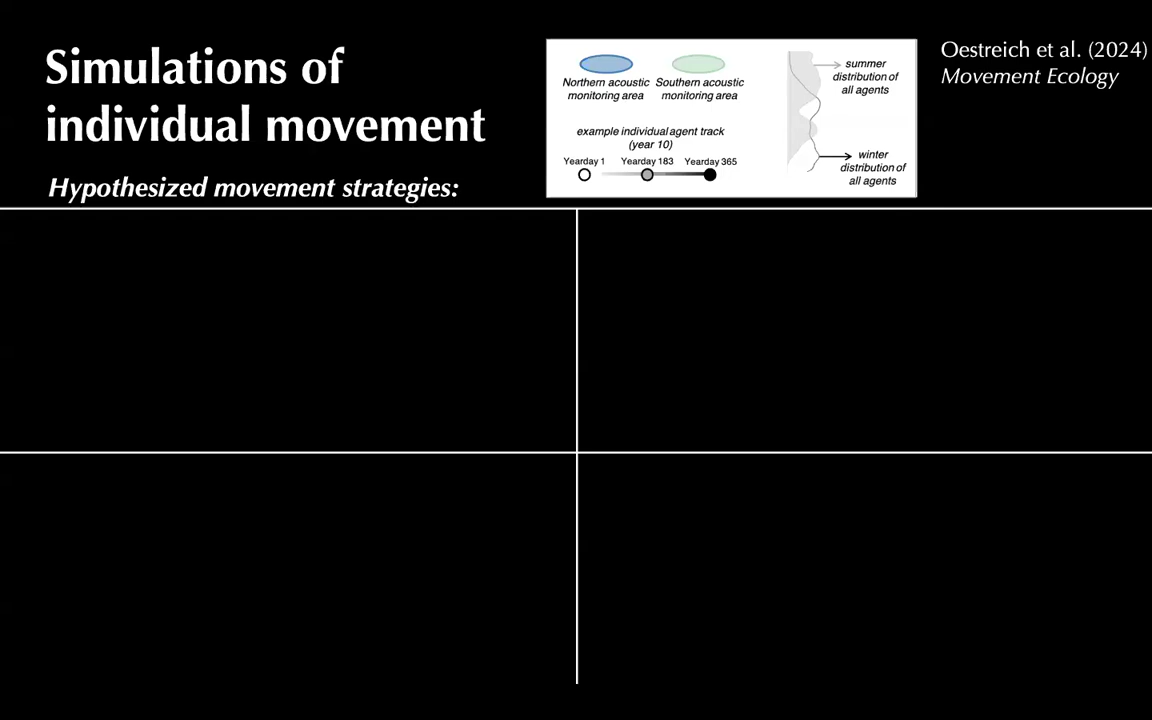 Simulations of
individual movement
Hypothesized movement strategies:
Northern acoustic
monitoring area
Southern acoustic
monitoring area
example individual agent track
(year 10)
Yearday 1
Yearday 183
Yearday 365
summer
distribution of
all agents
winter
distribution of
all agents
Oestreich et al. (2024)
Movement Ecology